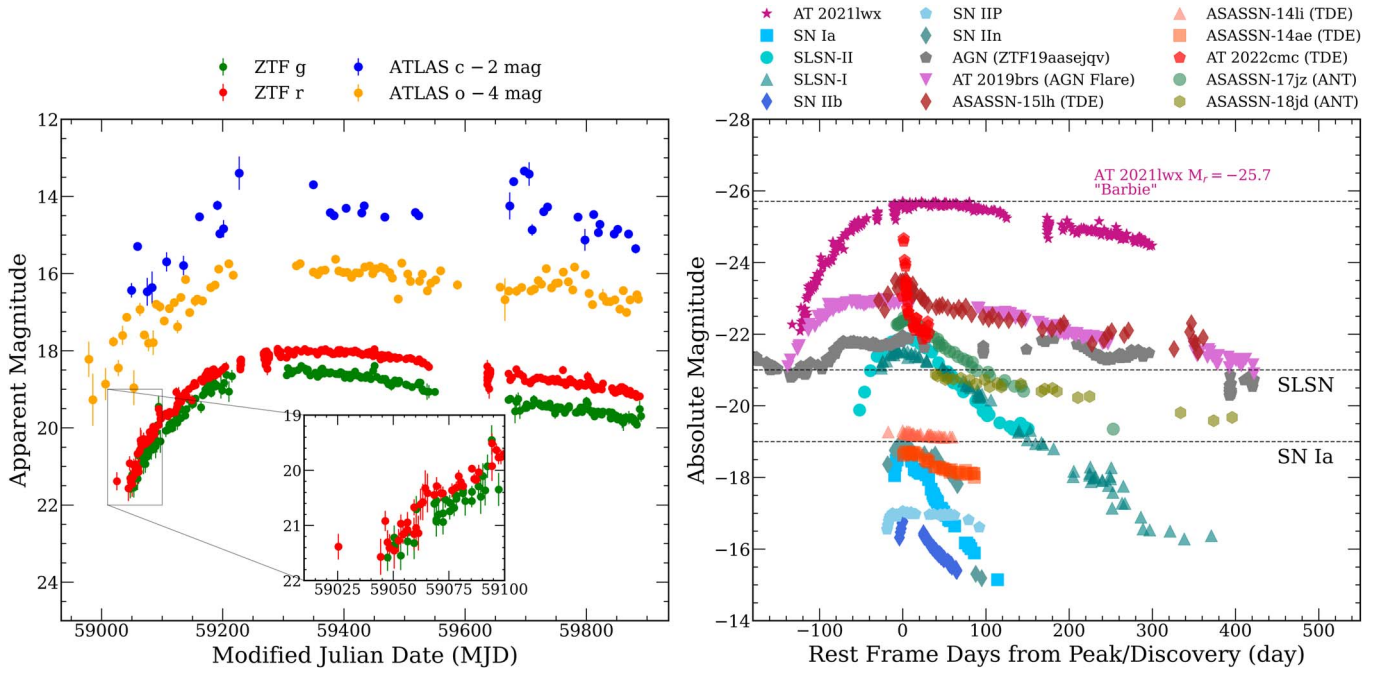 ZTF g
ZTF r
ATLAS c − 2 mag
ATLAS o − 4 mag
12
14
16
18
20
22
24
Apparent Magnitude
59000
59200
59400
59600
59800
Modified Julian Date (MJD)
19
20
21
22
59025
59050
59075
59100
AT 2021lwx
SN Ia
SLSN-II
SLSN-I
SN IIb
SN IIP
SN IIn
AGN (ZTF19aasejqv)
AT 2019brs (AGN Flare)
ASASSN-15lh (TDE)
ASASSN-14li (TDE)
ASASSN-14ae (TDE)
AT 2022cmc (TDE)
ASASSN-17jz (ANT)
ASASSN-18jd (ANT)
−28
−26
−24
−22
−20
−18
−16
−14
Absolute Magnitude
AT 2021lwx Mr = −25.7
"Barbie"
SLSN
SN Ia
−100
0
100
200
300
400
500
Rest Frame Days from Peak/Discovery (day)